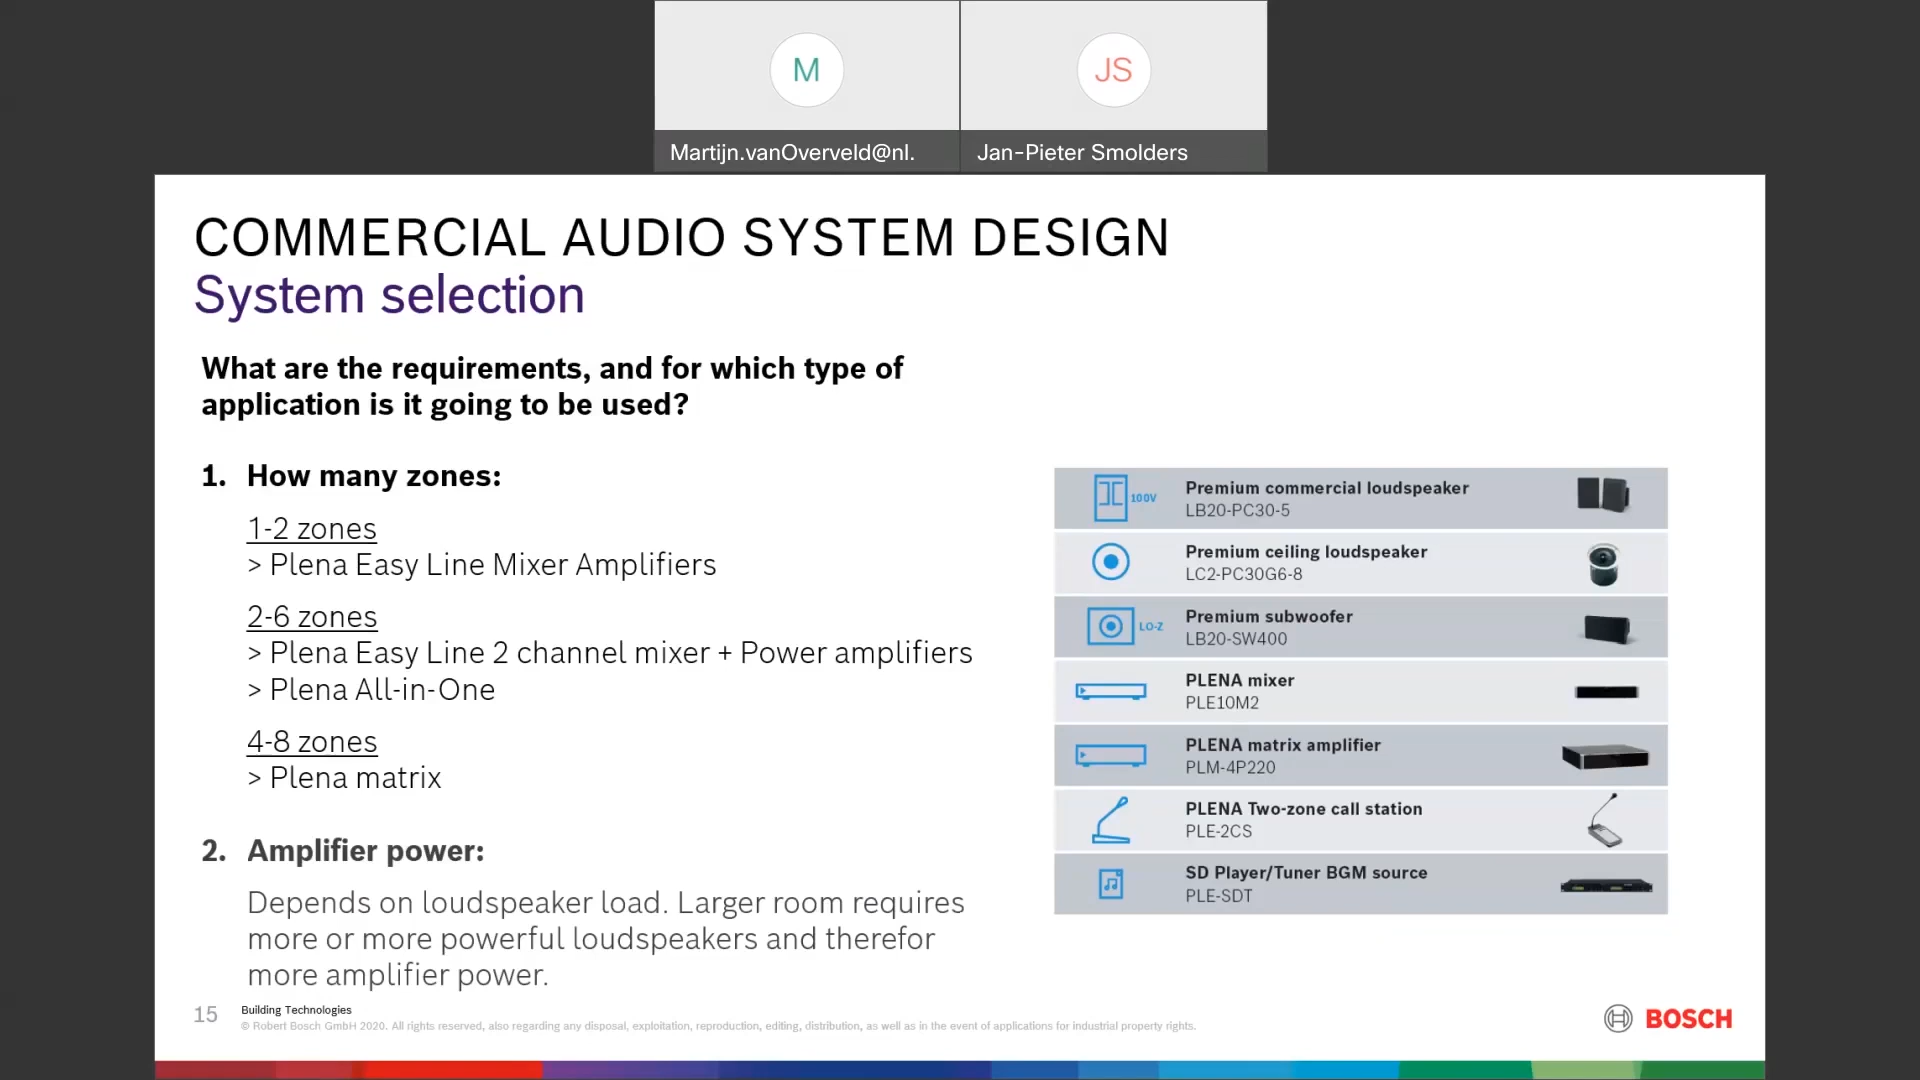 M
JS
Martijn.vanOverveld@nl.
Jan-Pieter Smolders
COMMERCIAL AUDIO SYSTEM DESIGN
System selection
What are the requirements, and for which type of
application is it going to be used?
1. How many zones:
1-2 zones
> Plena Easy Line Mixer Amplifiers
2-6 zones
> Plena Easy Line 2 channel mixer + Power amplifiers
> Plena All-in-One
4-8 zones
> Plena matrix
2. Amplifier power:
Depends on loudspeaker load. Larger room requires
more or more powerful loudspeakers and therefor
more amplifier power.
100V
Premium commercial loudspeaker
LB20-PC30-5
Premium ceiling loudspeaker
LC2-PC30G6-8
LO-Z
Premium subwoofer
LB20-SW400
PLENA mixer
PLE10M2
PLENA matrix amplifier
PLM-4P220
PLENA Two-zone call station
PLE-2CS
SD Player/Tuner BGM source
PLE-SDT
15
Building Technologies
© Robert Bosch GmbH 2020. All rights reserved, also regarding any disposal, exploitation, reproduction, editing, distribution, as well as in the event of applications for industrial property rights.
BOSCH